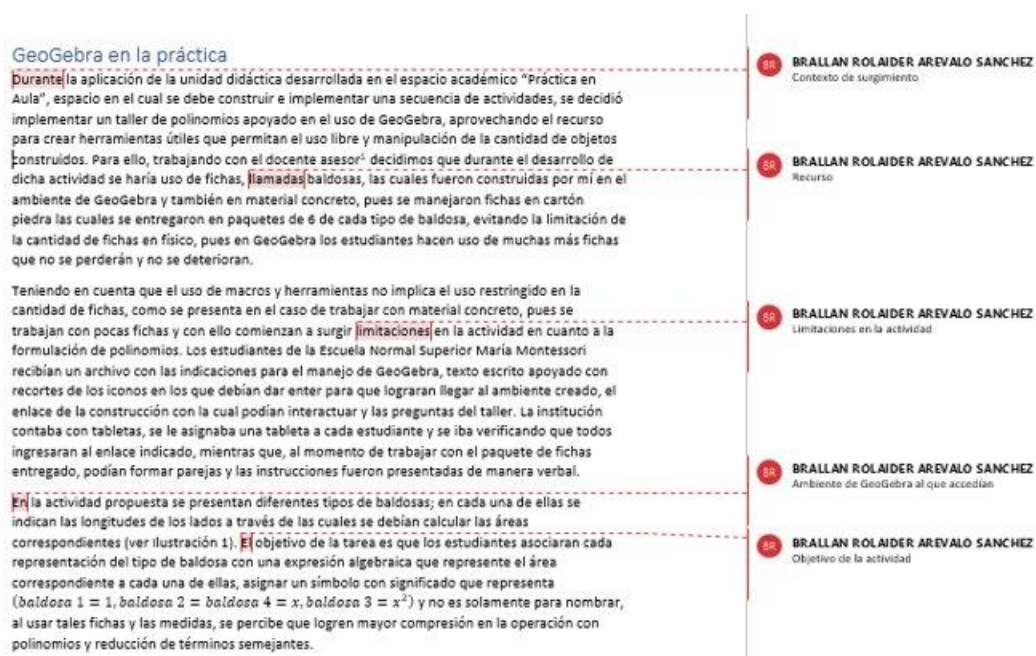 GeoGebra en la práctica
Durante la aplicación de la unidad didáctica desarrollada en el espacio académico “Práctica en
Aula”, espacio en el cual se debe construir e implementar una secuencia de actividades, se decidió
implementar un taller de polinomios apoyado en el uso de GeoGebra, aprovechando el recurso
para crear herramientas útiles que permitan el uso libre y manipulación de la cantidad de objetos
construidos. Para ello, trabajando con el docente asesor¹ decidimos que durante el desarrollo de
dicha actividad se haría uso de fichas, llamadas baldosas, las cuales fueron construidas por mí en el
ambiente de GeoGebra y también en material concreto, pues se manejaron fichas en cartón
piedra las cuales se entregaron en paquetes de 6 de cada tipo de baldosa, evitando la limitación de
la cantidad de fichas en físico, pues en GeoGebra los estudiantes hacen uso de muchas más fichas
que no se perderán y no se deterioran.
Teniendo en cuenta que el uso de macros y herramientas no implica el uso restringido en la
cantidad de fichas, como se presenta en el caso de trabajar con material concreto, pues se
trabajan con pocas fichas y con ello comienzan a surgir limitaciones en la actividad en cuanto a la
formulación de polinomios. Los estudiantes de la Escuela Normal Superior María Montessori
recibían un archivo con las indicaciones para el manejo de GeoGebra, texto escrito apoyado con
recortes de los iconos en los que debían dar enter para que lograran llegar al ambiente creado, el
enlace de la construcción con la cual podían interactuar y las preguntas del taller. La institución
contaba con tabletas, se le asignaba una tableta a cada estudiante y se iba verificando que todos
ingresaran al enlace indicado, mientras que, al momento de trabajar con el paquete de fichas
entregado, podían formar parejas y las instrucciones fueron presentadas de manera verbal.
En la actividad propuesta se presentan diferentes tipos de baldosas; en cada una de ellas se
indican las longitudes de los lados a través de las cuales se debían calcular las áreas
correspondientes (ver Ilustración 1). El objetivo de la tarea es que los estudiantes asociaran cada
representación del tipo de baldosa con una expresión algebraica que represente el área
correspondiente a cada una de ellas, asignar un símbolo con significado que representa
(baldosa 1 = 1, baldosa 2 = baldosa 4 = x, baldosa 3 = x²) y no es solamente para nombrar,
al usar tales fichas y las medidas, se percibe que logren mayor compresión en la operación con
polinomios y reducción de términos semejantes.
BR BRALLAN ROLAIDER AREVALO SANCHEZ
Contexto de surgimiento
BR BRALLAN ROLAIDER AREVALO SANCHEZ
Recurso
BR BRALLAN ROLAIDER AREVALO SANCHEZ
Limitaciones en la actividad
BR BRALLAN ROLAIDER AREVALO SANCHEZ
Ambiente de GeoGebra al que accedían
BR BRALLAN ROLAIDER AREVALO SANCHEZ
Objetivo de la actividad